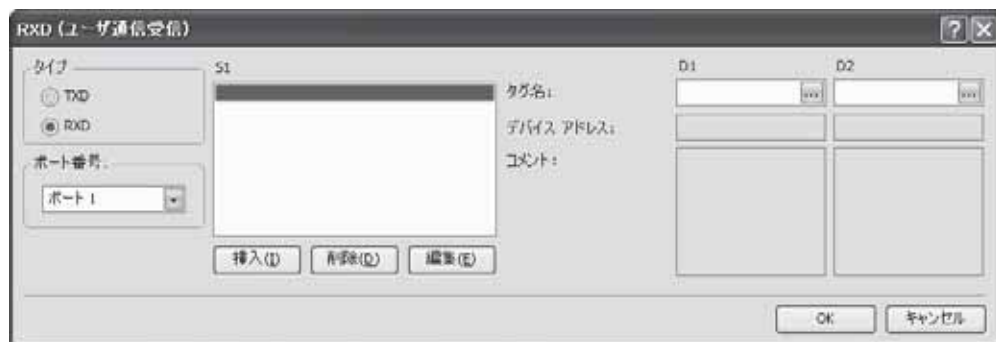 RXD (ユーザ通信受信)
タイプ
TXD
RXD
ポート番号:
ポート 1
S1
挿入(I)
削除(D)
編集(E)
タグ名:
デバイス アドレス:
コメント:
D1
D2
...
...
OK
キャンセル